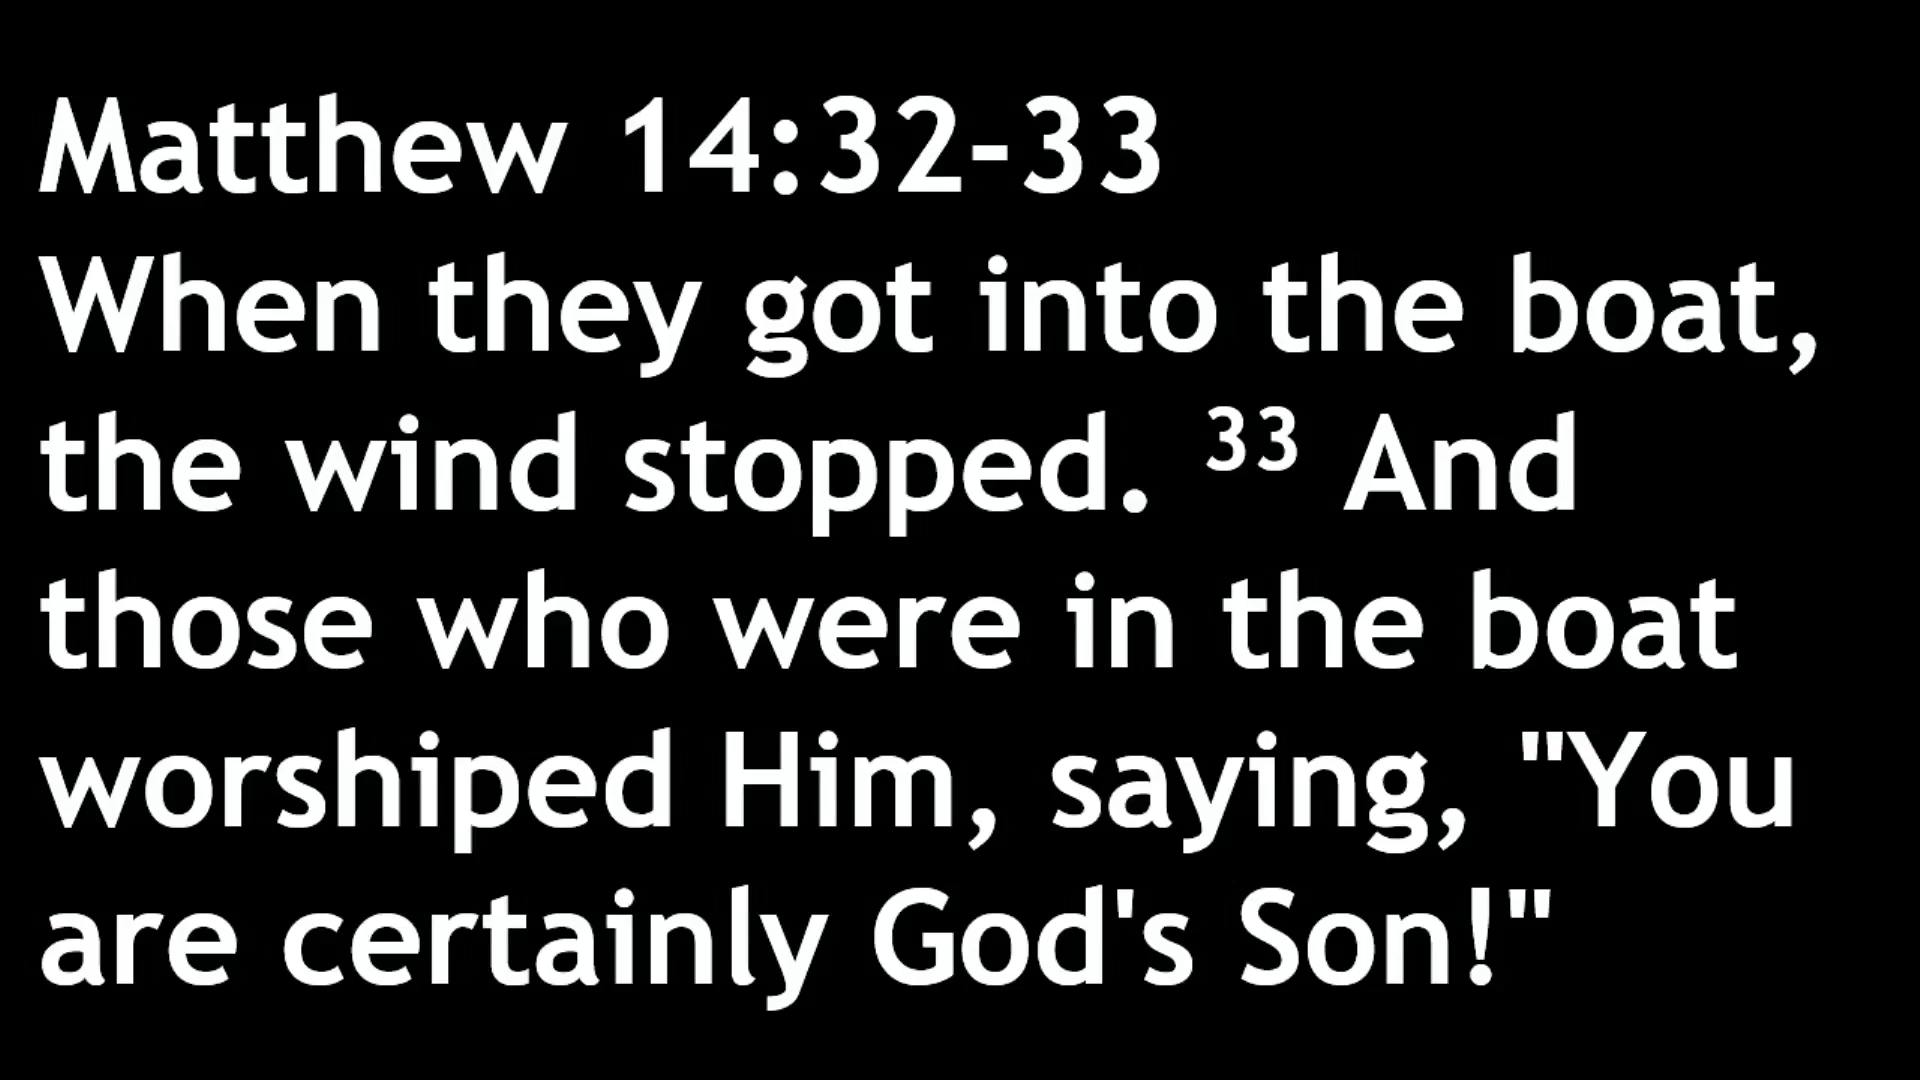 Matthew 14:32-33
When they got into the boat,
the wind stopped. ³³ And
those who were in the boat
worshiped Him, saying, "You
are certainly God's Son!"